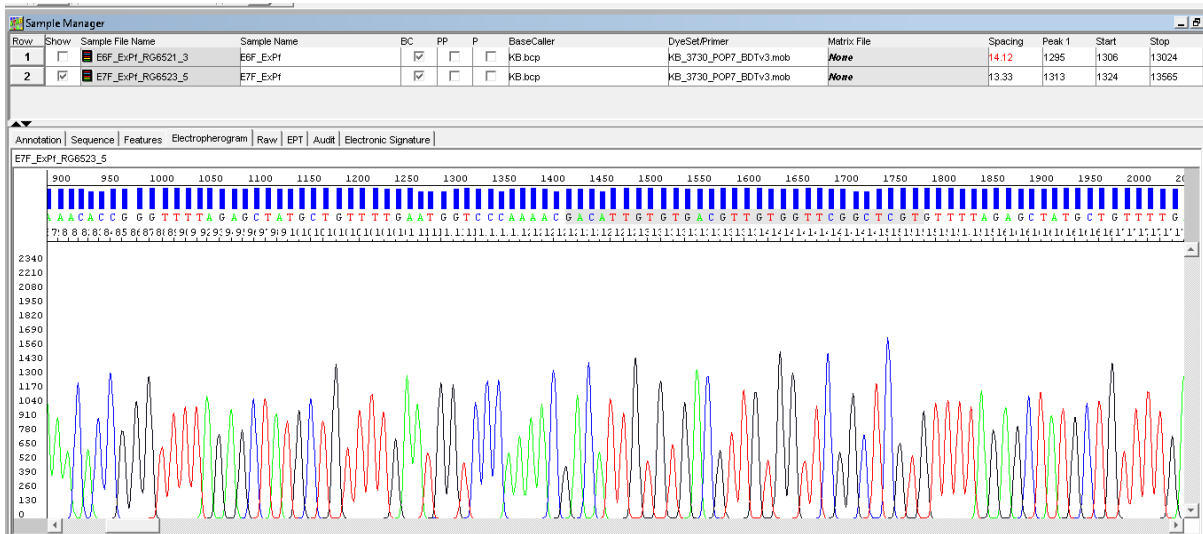 Sample Manager
Row Show Sample File Name Sample Name BC PP P BaseCaller DyeSet/Primer Matrix File Spacing Peak 1 Start Stop
1 E6F_ExPf_RG6521_3 E6F_ExPf KB.bcp KB_3730_POP7_BDTv3.mob None 14.12 1295 1306 13024
2 E7F_ExPf_RG6523_5 E7F_ExPf KB.bcp KB_3730_POP7_BDTv3.mob None 13.33 1313 1324 13565
Annotation Sequence Features Electropherogram Raw EPT Audit Electronic Signature
E7F_ExPf_RG6523_5
900 950 1000 1050 1100 1150 1200 1250 1300 1350 1400 1450 1500 1550 1600 1650 1700 1750 1800 1850 1900 1950 2000
A A A C A C C G G G T T T T A G A G C T A T G C T G T T T T G A A T G G T C C C A A A A C G A C A T T G T G T G A C G T T G T G G T T C G G C T C G T G T T T T A G A G C T A T G C T G T T T T G
2340
2210
2080
1950
1820
1690
1560
1430
1300
1170
1040
910
780
650
520
390
260
130
0